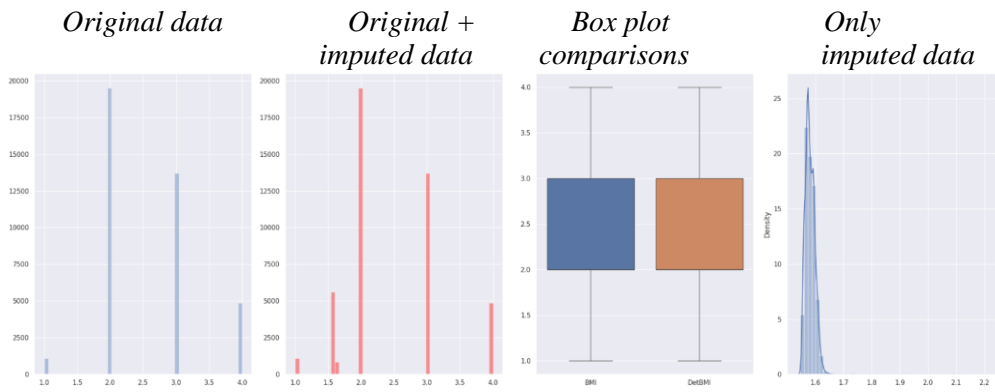 Original data
Original +
imputed data
Box plot
comparisons
Only
imputed data
20000
17500
15000
12500
10000
7500
5000
2500
0
1.0 1.5 2.0 2.5 3.0 3.5 4.0
20000
17500
15000
12500
10000
7500
5000
2500
0
1.0 1.5 2.0 2.5 3.0 3.5 4.0
4.0
3.5
3.0
2.5
2.0
1.5
1.0
BMI DetBMI
25
20
15
10
5
0
Density
1.6 1.7 1.8 1.9 2.0 2.1 2.2